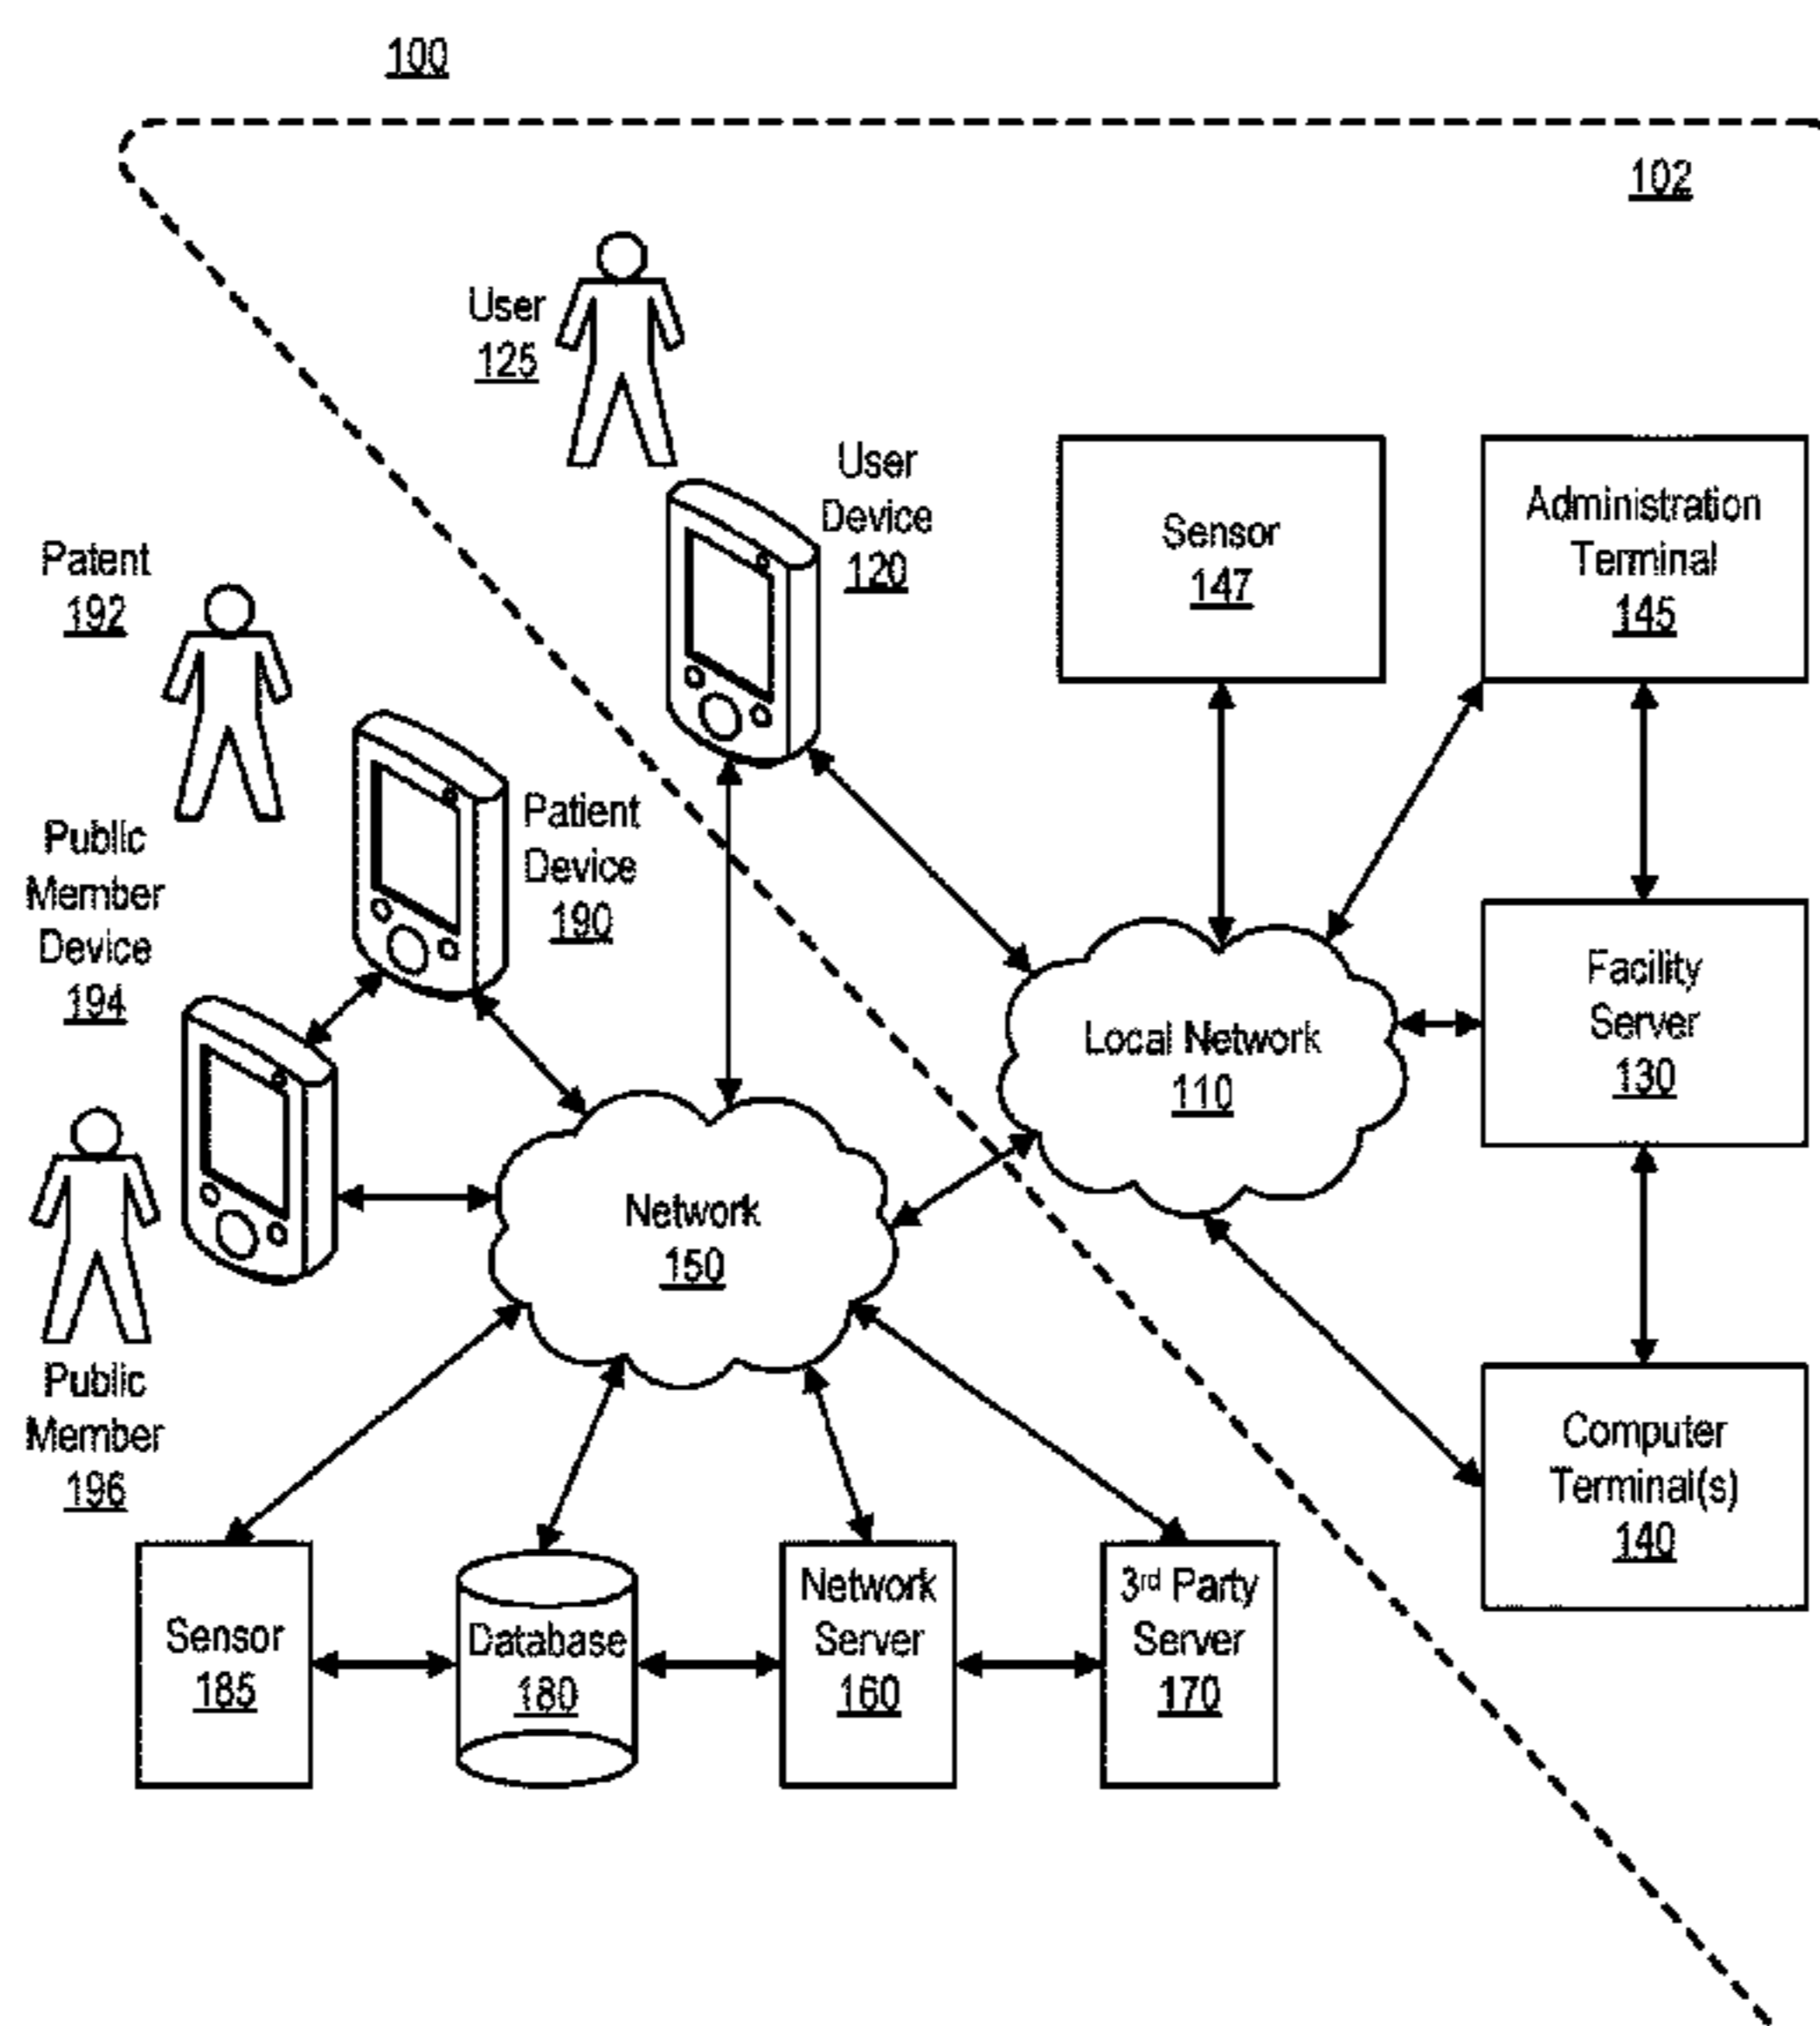 100
102
User
125
User
Device
120
Sensor
147
Administration
Terminal
145
Patent
192
Patient
Device
190
Public
Member
Device
194
Facility
Server
130
Local Network
110
Network
150
Public
Member
196
Computer
Terminal(s)
140
Sensor
185
Database
180
Network
Server
160
3rd Party
Server
170